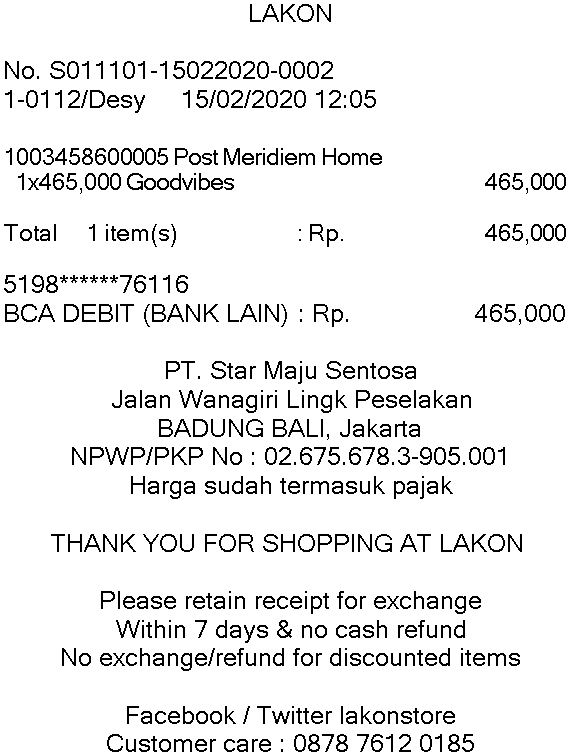 LAKON
No. S011101-15022020-0002
1-0112/Desy 15/02/2020 12:05
1003458600005 Post Meridiem Home
1x465,000 Goodvibes 465,000
Total 1 item(s) : Rp. 465,000
5198******76116
BCA DEBIT (BANK LAIN) : Rp. 465,000
PT. Star Maju Sentosa
Jalan Wanagiri Lingk Peselakan
BADUNG BALI, Jakarta
NPWP/PKP No : 02.675.678.3-905.001
Harga sudah termasuk pajak
THANK YOU FOR SHOPPING AT LAKON
Please retain receipt for exchange
Within 7 days & no cash refund
No exchange/refund for discounted items
Facebook / Twitter lakonstore
Customer care : 0878 7612 0185